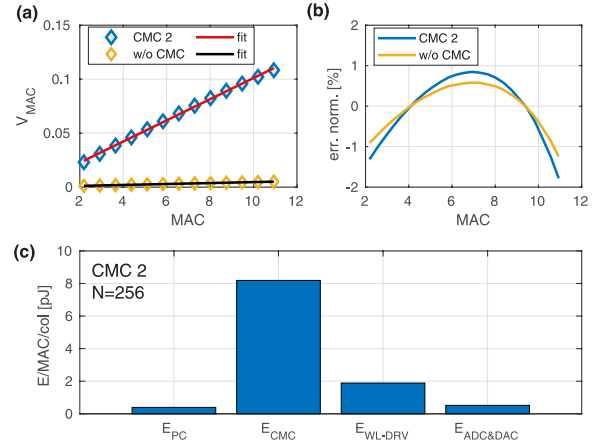 (a)
CMC 2 fit
w/o CMC fit
0.15
0.1
0.05
0
V_MAC
2 4 6 8 10 12
MAC
(b)
CMC 2
w/o CMC
2
1
0
-1
-2
err. norm. [%]
2 4 6 8 10 12
MAC
(c)
CMC 2
N=256
10
8
6
4
2
0
E/MAC/col [pJ]
E_PC E_CMC E_WL-DRV E_ADC&DAC